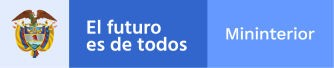 El futuro
es de todos
Mininterior